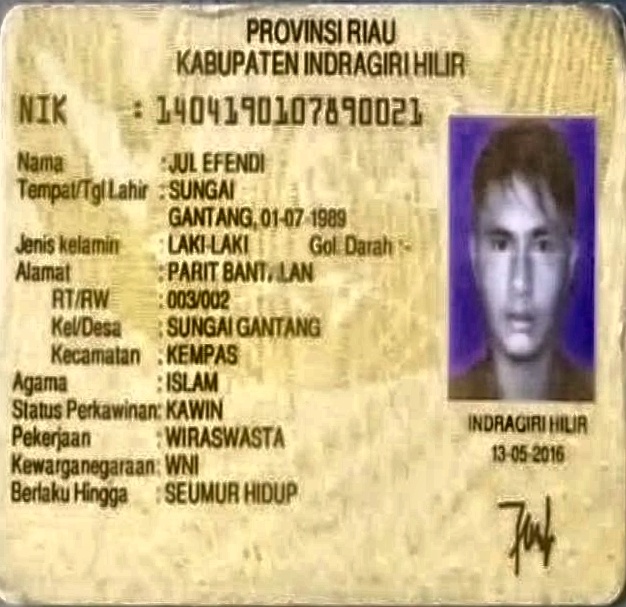 PROVINSI RIAU
KABUPATEN INDRAGIRI HILIR
NIK : 1404190107890021
Nama : JUL EFENDI
Tempat/Tgl Lahir : SUNGAI
GANTANG, 01-07-1989
Jenis kelamin : LAKI-LAKI Gol. Darah :-
Alamat : PARIT
RT/RW : 003/002
Kel/Desa : SUNGAI GANTANG
Kecamatan : KEMPAS
Agama : ISLAM
Status Perkawinan: KAWIN
Pekerjaan : WIRASWASTA
Kewarganegaraan: WNI
Berlaku Hingga : SEUMUR HIDUP
INDRAGIRI HILIR
13-05-2016